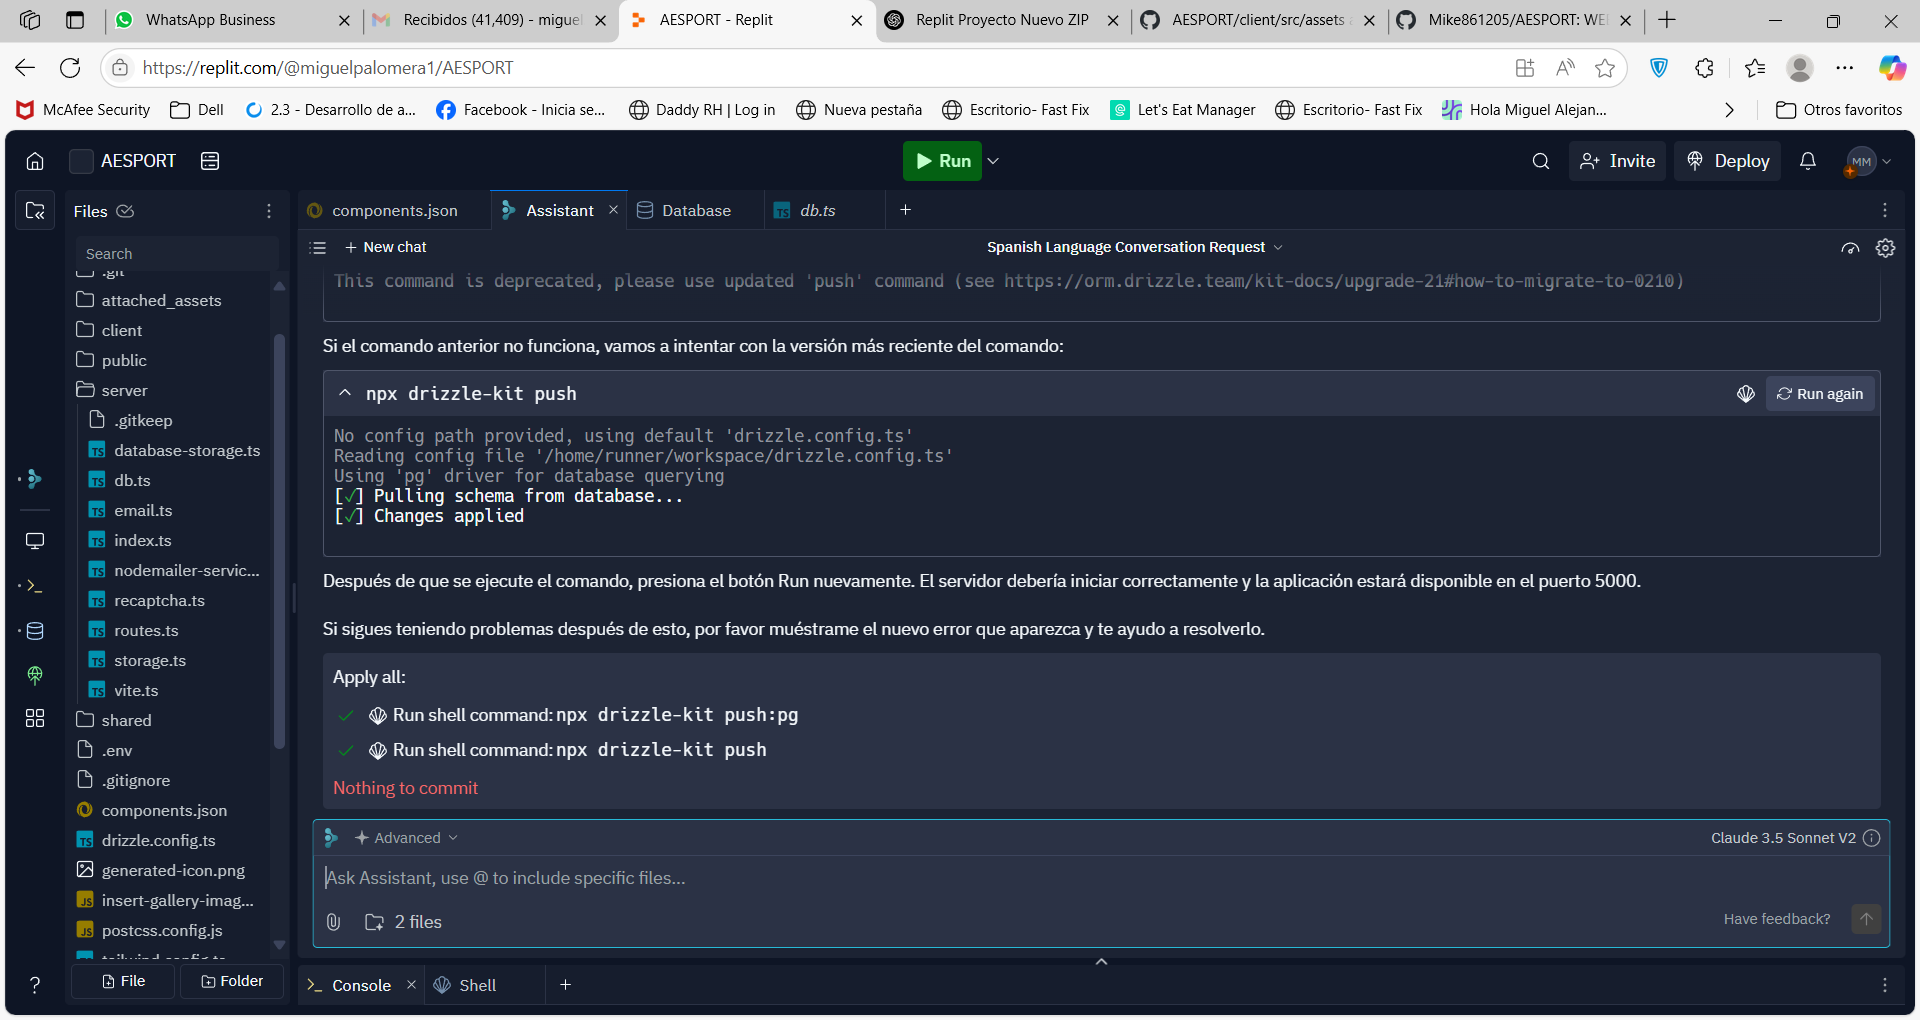 WhatsApp Business
Recibidos (41,409) - migue
AESPORT - Replit
Replit Proyecto Nuevo ZIP
AESPORT/client/src/assets
Mike861205/AESPORT: WE
https://replit.com/@miguelpalomera1/AESPORT
McAfee Security
Dell
2.3 - Desarrollo de a...
Facebook - Inicia se...
Daddy RH | Log in
Nueva pestaña
Escritorio- Fast Fix
Let's Eat Manager
Escritorio- Fast Fix
Hola Miguel Alejan...
Otros favoritos
AESPORT
Run
Invite
Deploy
MM
Files
components.json
Assistant
Database
db.ts
Search
New chat
Spanish Language Conversation Request
.git
attached_assets
client
public
server
.gitkeep
database-storage.ts
db.ts
email.ts
index.ts
nodemailer-servic...
recaptcha.ts
routes.ts
storage.ts
vite.ts
shared
.env
.gitignore
components.json
drizzle.config.ts
generated-icon.png
insert-gallery-imag...
postcss.config.js
tailwind.config.ts
File
Folder
This command is deprecated, please use updated 'push' command (see https://orm.drizzle.team/kit-docs/upgrade-21#how-to-migrate-to-0210)
Si el comando anterior no funciona, vamos a intentar con la versión más reciente del comando:
npx drizzle-kit push
Run again
No config path provided, using default 'drizzle.config.ts'
Reading config file '/home/runner/workspace/drizzle.config.ts'
Using 'pg' driver for database querying
[✓] Pulling schema from database...
[✓] Changes applied
Después de que se ejecute el comando, presiona el botón Run nuevamente. El servidor debería iniciar correctamente y la aplicación estará disponible en el puerto 5000.
Si sigues teniendo problemas después de esto, por favor muéstrame el nuevo error que aparezca y te ayudo a resolverlo.
Apply all:
Run shell command: npx drizzle-kit push:pg
Run shell command: npx drizzle-kit push
Nothing to commit
Advanced
Claude 3.5 Sonnet V2
Ask Assistant, use @ to include specific files...
2 files
Have feedback?
Console
Shell